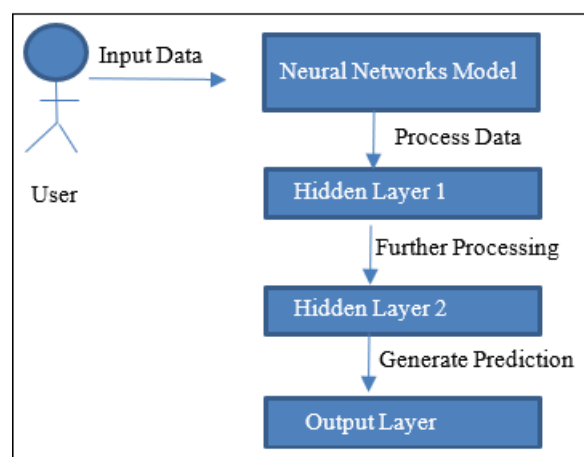 Input Data
Neural Networks Model
Process Data
Hidden Layer 1
User
Further Processing
Hidden Layer 2
Generate Prediction
Output Layer